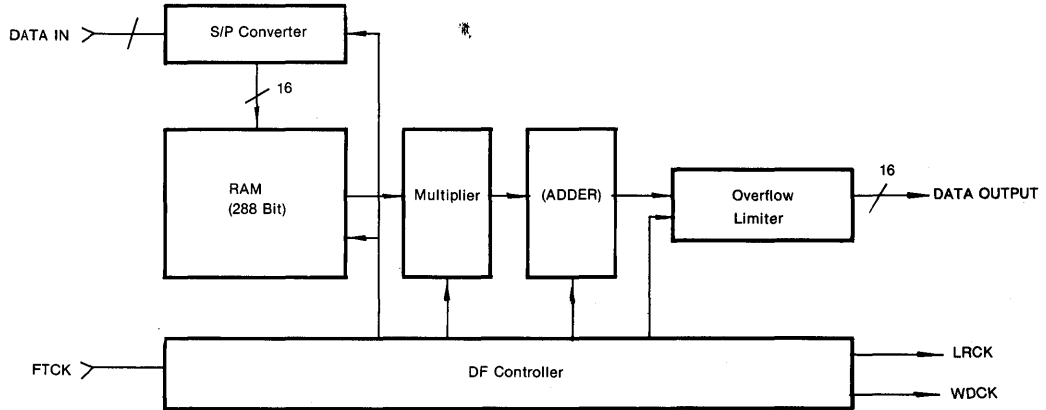 DATA IN
S/P Converter
16
RAM
(288 Bit)
Multiplier
(ADDER)
Overflow
Limiter
16
DATA OUTPUT
FTCK
DF Controller
LRCK
WDCK